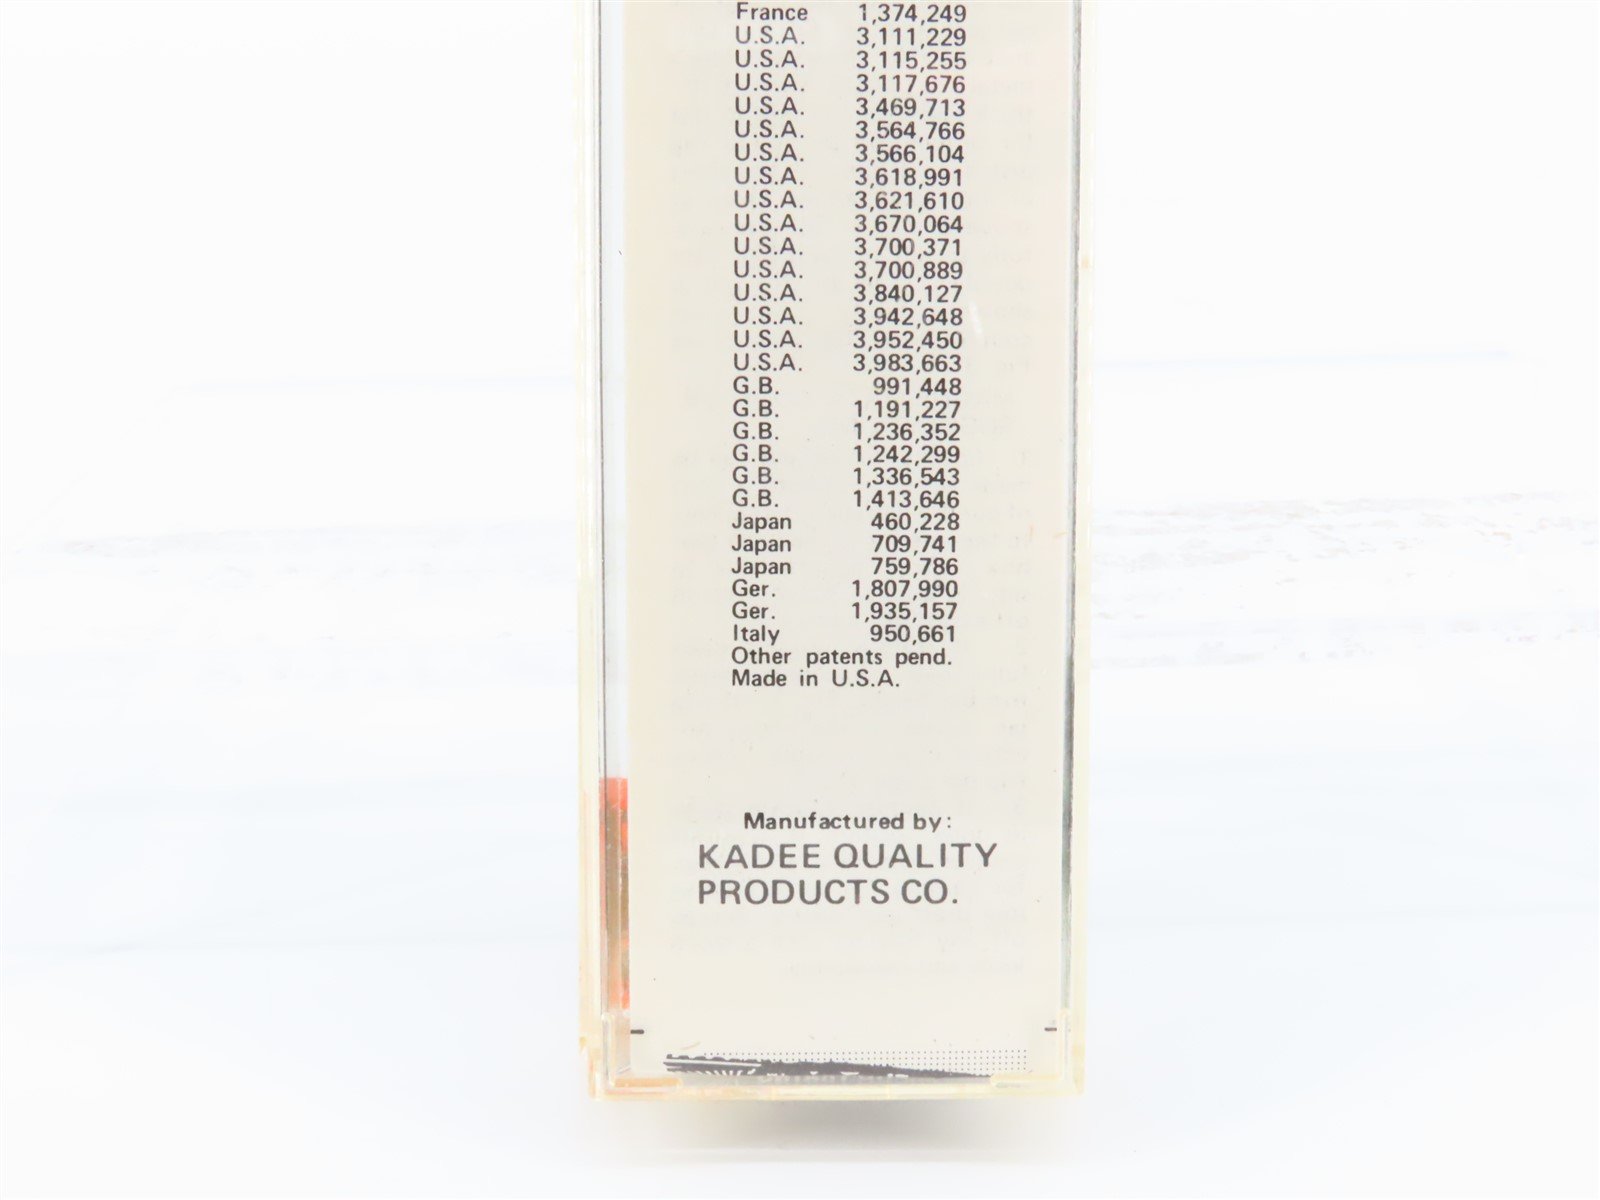 France 1,374,249
U.S.A. 3,111,229
U.S.A. 3,115,255
U.S.A. 3,117,676
U.S.A. 3,469,713
U.S.A. 3,564,766
U.S.A. 3,566,104
U.S.A. 3,618,991
U.S.A. 3,621,610
U.S.A. 3,670,064
U.S.A. 3,700,371
U.S.A. 3,700,889
U.S.A. 3,840,127
U.S.A. 3,942,648
U.S.A. 3,952,450
U.S.A. 3,983,663
G.B. 991,448
G.B. 1,191,227
G.B. 1,236,352
G.B. 1,242,299
G.B. 1,336,543
G.B. 1,413,646
Japan 460,228
Japan 709,741
Japan 759,786
Ger. 1,807,990
Ger. 1,935,157
Italy 950,661
Other patents pend.
Made in U.S.A.
Manufactured by:
KADEE QUALITY
PRODUCTS CO.